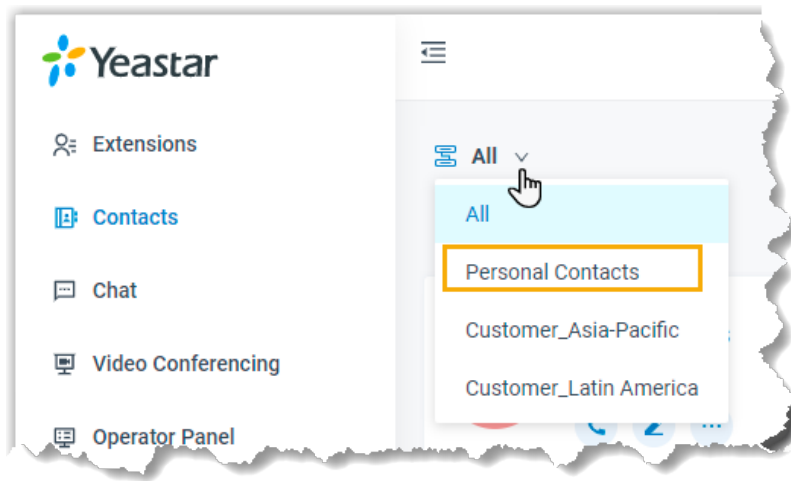 Yeastar
Extensions
Contacts
Chat
Video Conferencing
Operator Panel
All
All
Personal Contacts
Customer_Asia-Pacific
Customer_Latin America